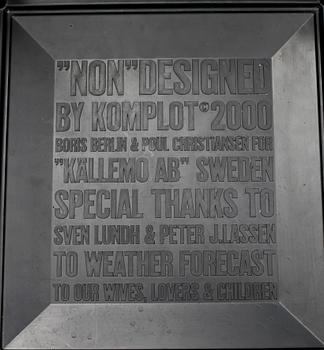 "NON" DESIGNED
BY KOMPLOT © 2000
BORIS BERLIN & POUL CHRISTIANSEN FOR
"KÄLLEMO AB" SWEDEN
SPECIAL THANKS TO
SVEN LUNDH & PETER J.LASSEN
TO WEATHER FORECAST
TO OUR WIVES, LOVERS & CHILDREN